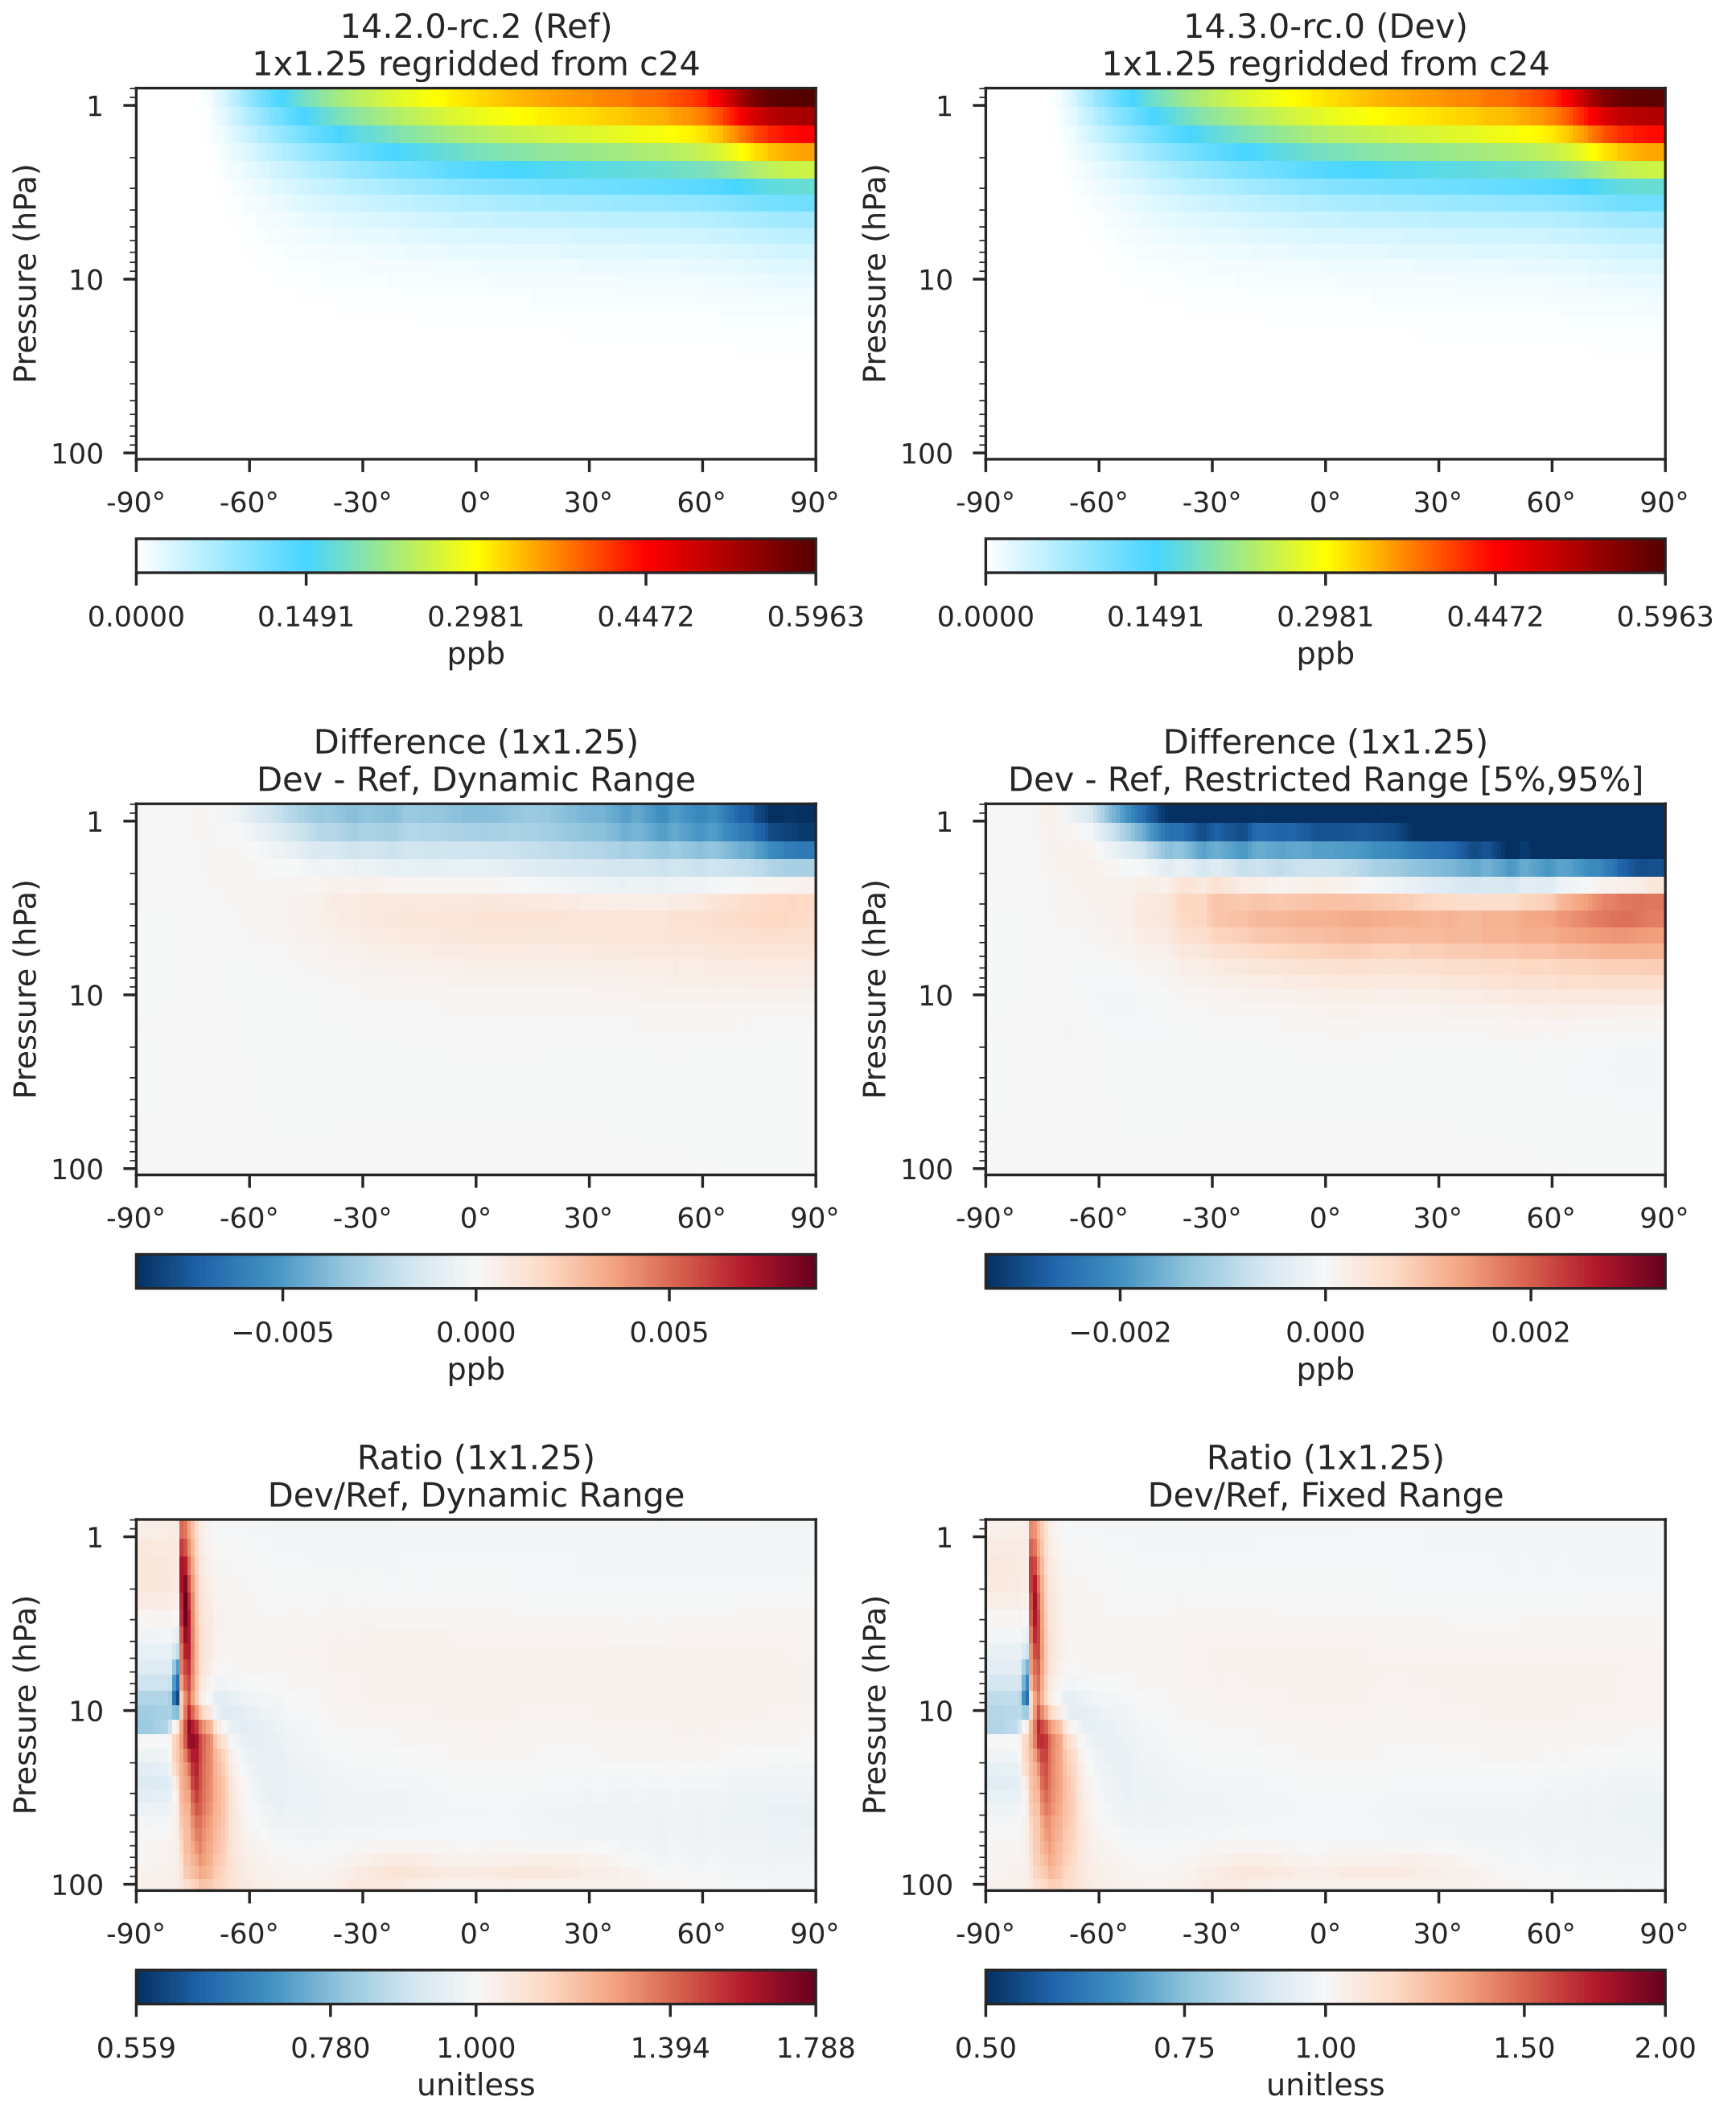 14.2.0-rc.2 (Ref)
1x1.25 regridded from c24
Pressure (hPa)
1
10
100
-90° -60° -30° 0° 30° 60° 90°
0.0000 0.1491 0.2981 0.4472 0.5963
ppb
14.3.0-rc.0 (Dev)
1x1.25 regridded from c24
Pressure (hPa)
1
10
100
-90° -60° -30° 0° 30° 60° 90°
0.0000 0.1491 0.2981 0.4472 0.5963
ppb
Difference (1x1.25)
Dev - Ref, Dynamic Range
Pressure (hPa)
1
10
100
-90° -60° -30° 0° 30° 60° 90°
−0.005 0.000 0.005
ppb
Difference (1x1.25)
Dev - Ref, Restricted Range [5%,95%]
Pressure (hPa)
1
10
100
-90° -60° -30° 0° 30° 60° 90°
−0.002 0.000 0.002
ppb
Ratio (1x1.25)
Dev/Ref, Dynamic Range
Pressure (hPa)
1
10
100
-90° -60° -30° 0° 30° 60° 90°
0.559 0.780 1.000 1.394 1.788
unitless
Ratio (1x1.25)
Dev/Ref, Fixed Range
Pressure (hPa)
1
10
100
-90° -60° -30° 0° 30° 60° 90°
0.50 0.75 1.00 1.50 2.00
unitless